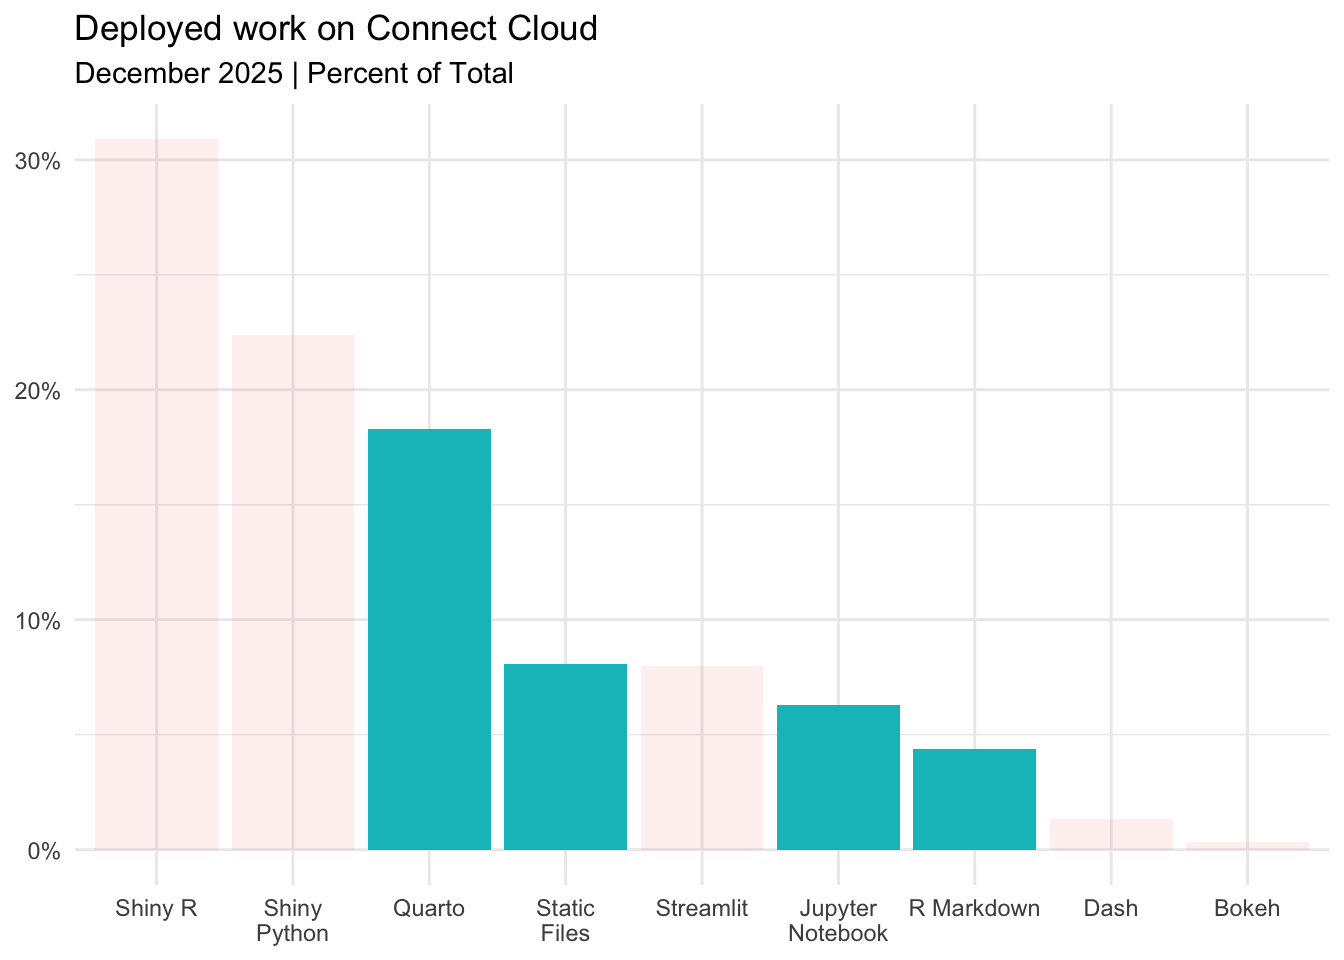 Deployed work on Connect Cloud
December 2025 | Percent of Total
30%
20%
10%
0%
Shiny R
Shiny
Python
Quarto
Static
Files
Streamlit
Jupyter
Notebook
R Markdown
Dash
Bokeh